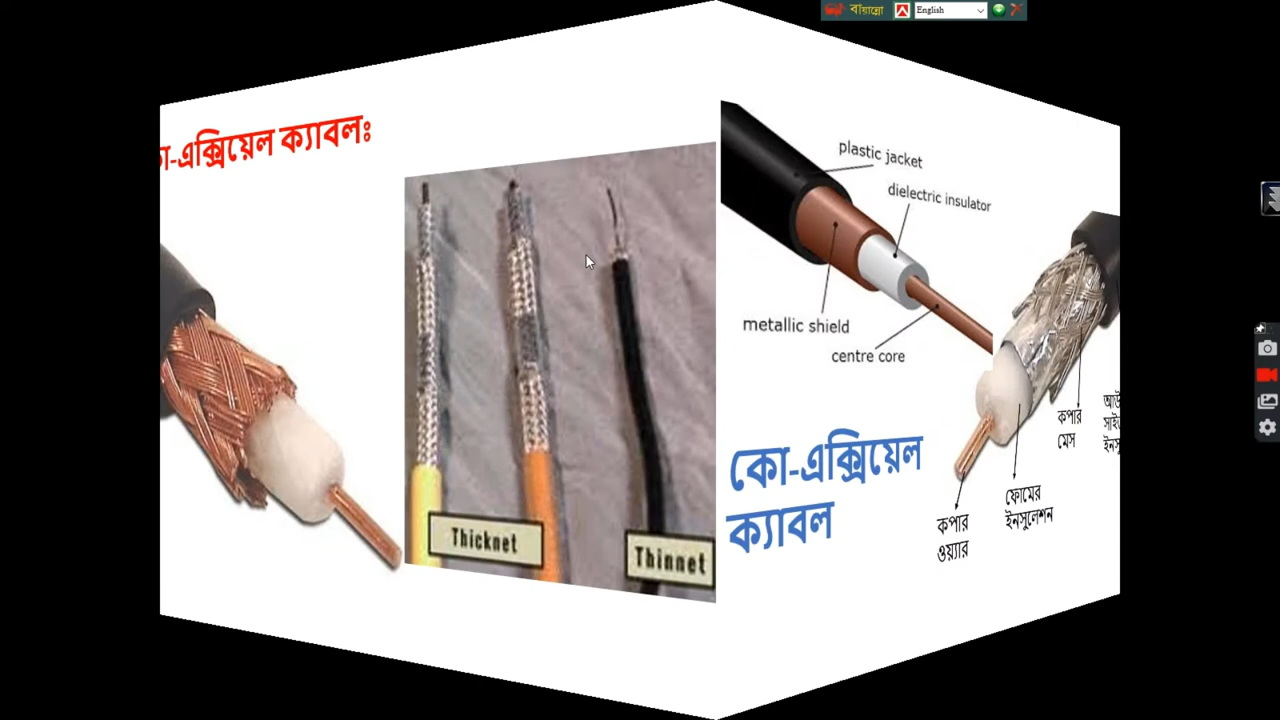 বায়ান্নো
English
-এক্সিয়েল ক্যাবলঃ
Thicknet
Thinnet
plastic jacket
dielectric insulator
metallic shield
centre core
কো-এক্সিয়েল
ক্যাবল
কপার
মেস
ফোমের
ইনসুলেশন
কপার
ওয়্যার